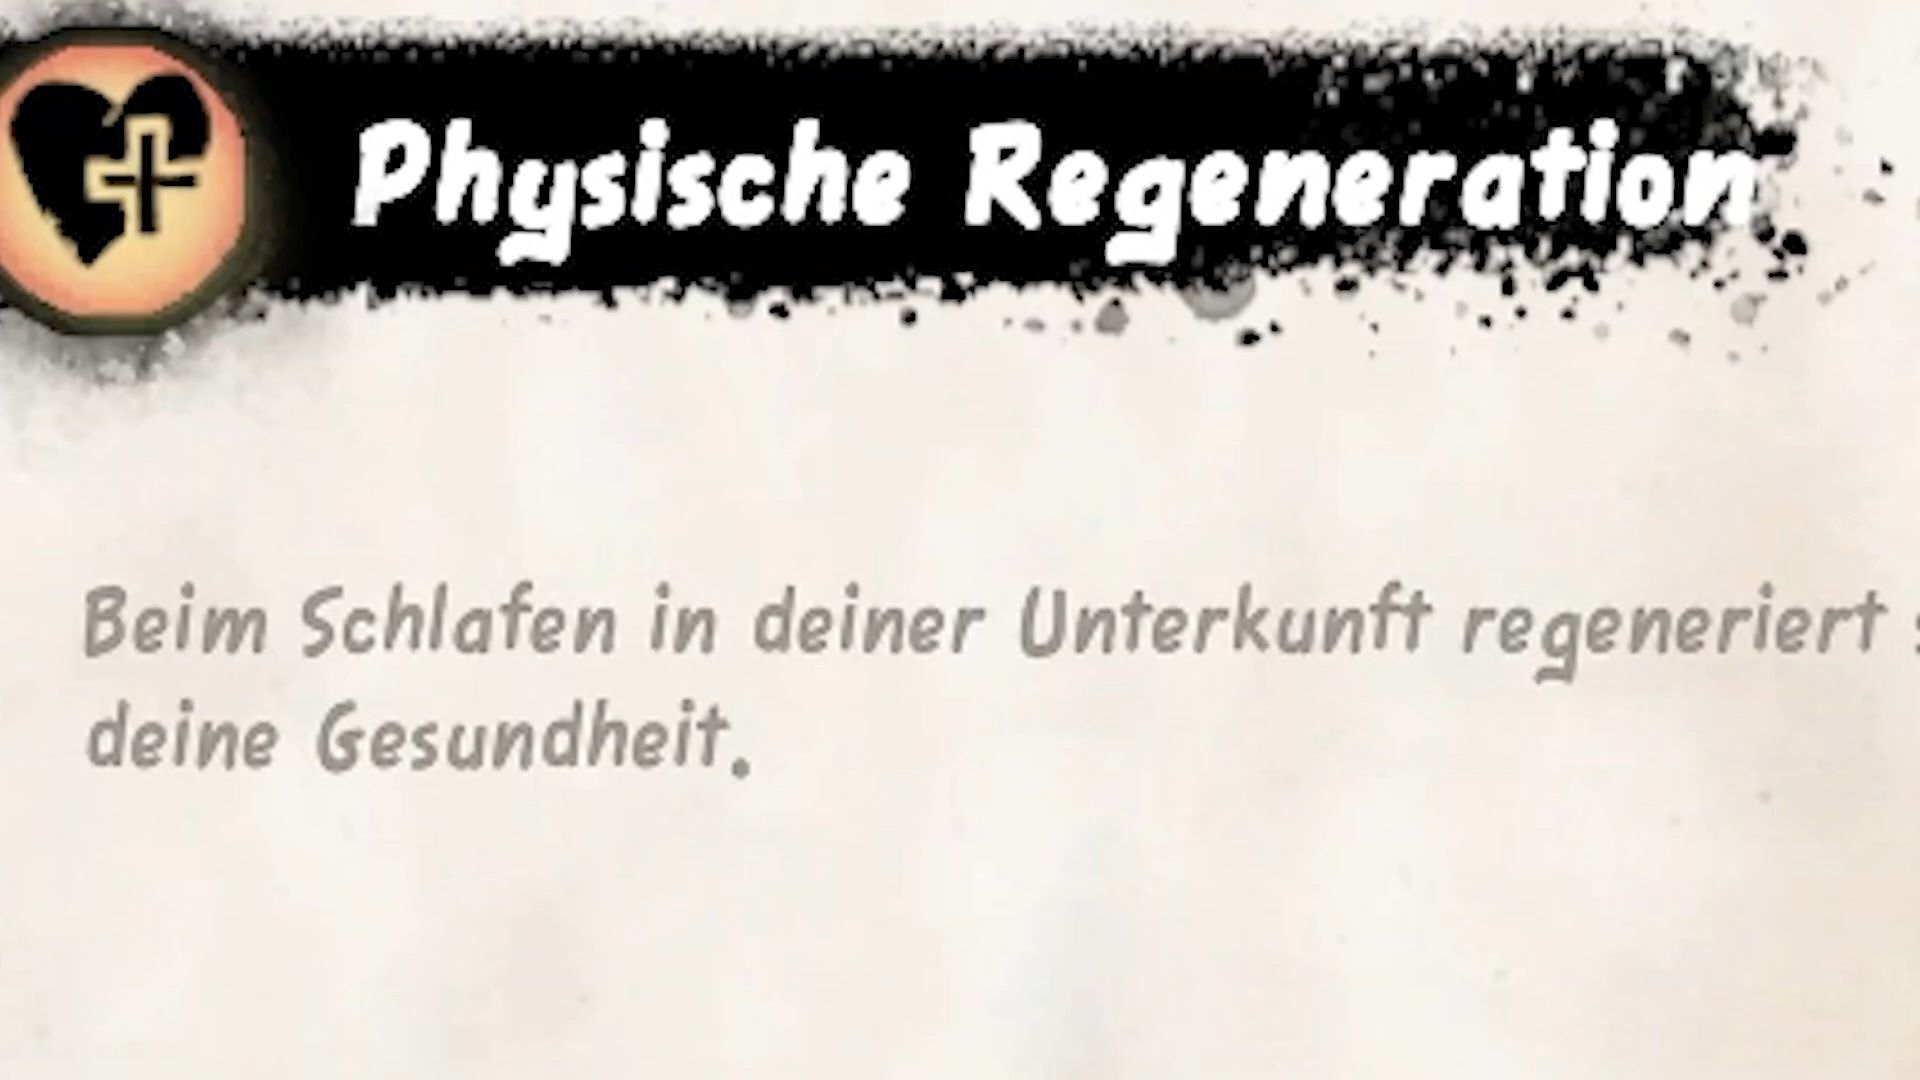 Physische Regeneration
Beim Schlafen in deiner Unterkunft regeneriert
deine Gesundheit.